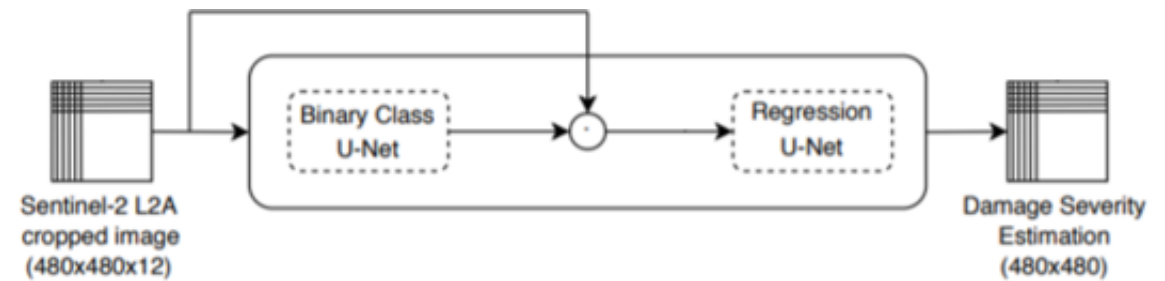 Binary Class
U-Net
Regression
U-Net
Sentinel-2 L2A
cropped image
(480x480x12)
Damage Severity
Estimation
(480x480)